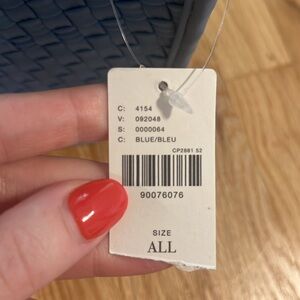 C: 4154
V: 092048
S: 0000064
C: BLUE/BLEU
CP2881 52
90076076
SIZE
ALL